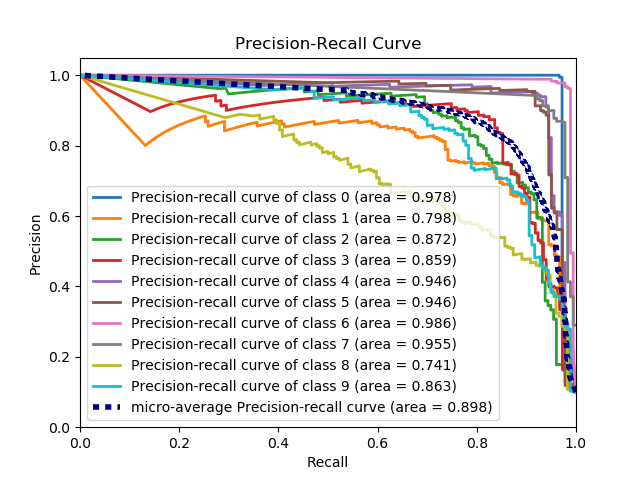 Precision-Recall Curve
Precision
1.0
0.8
0.6
0.4
0.2
0.0
Precision-recall curve of class 0 (area = 0.978)
Precision-recall curve of class 1 (area = 0.798)
Precision-recall curve of class 2 (area = 0.872)
Precision-recall curve of class 3 (area = 0.859)
Precision-recall curve of class 4 (area = 0.946)
Precision-recall curve of class 5 (area = 0.946)
Precision-recall curve of class 6 (area = 0.986)
Precision-recall curve of class 7 (area = 0.955)
Precision-recall curve of class 8 (area = 0.741)
Precision-recall curve of class 9 (area = 0.863)
micro-average Precision-recall curve (area = 0.898)
0.0 0.2 0.4 0.6 0.8 1.0
Recall